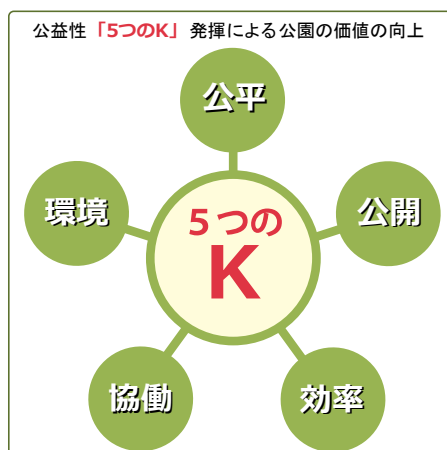 公益性「5つのK」発揮による公園の価値の向上
公平
環境
公開
5つの
K
協働
効率